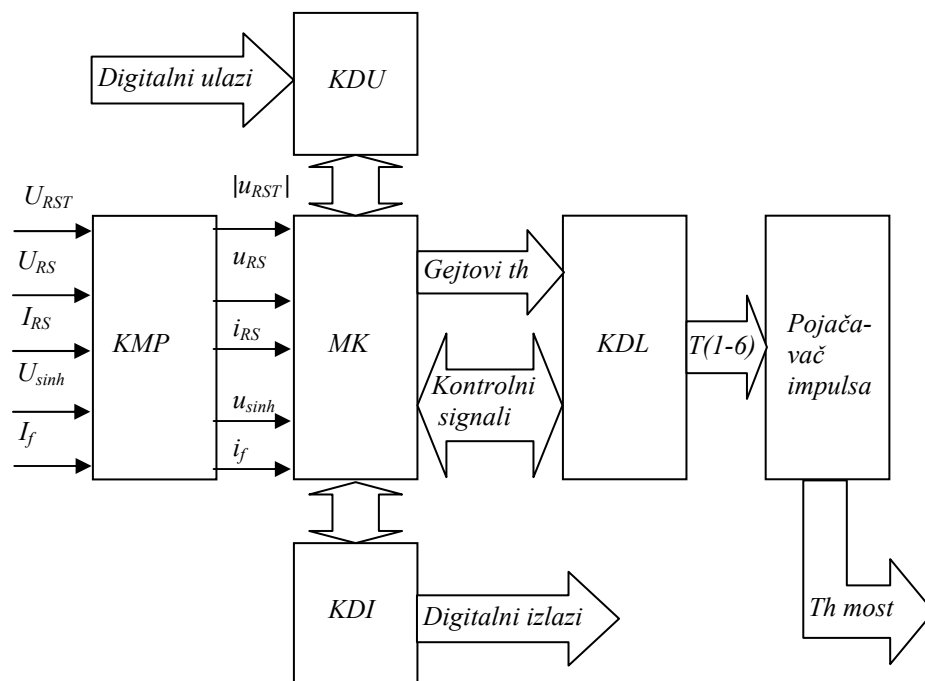 Digitalni ulazi
KDU
U_RST
|u_RST|
U_RS
u_RS
Gejtovi th
I_RS
i_RS
KMP
MK
KDL
T(1-6)
Pojača-
vač
impulsa
U_sinh
u_sinh
Kontrolni
signali
I_f
i_f
KDI
Digitalni izlazi
Th most